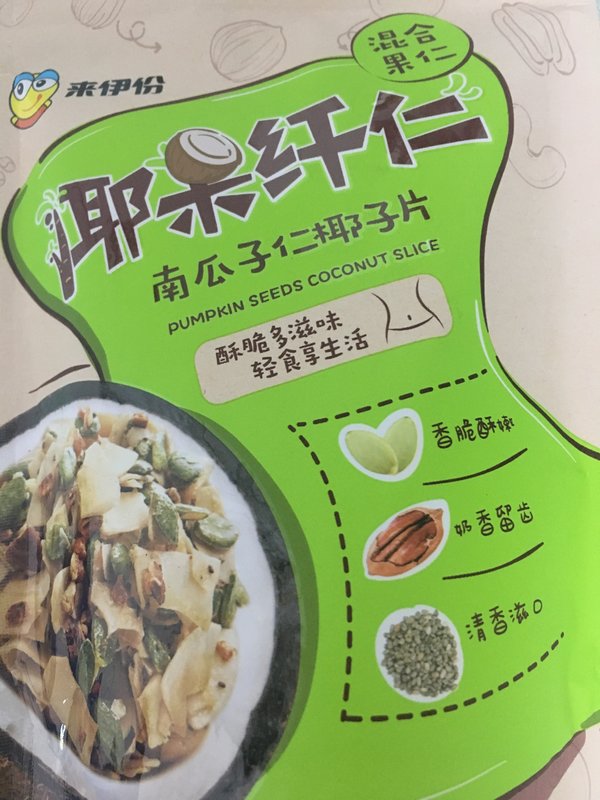 混合
果仁
来伊份
椰果纤仁
南瓜子仁椰子片
PUMPKIN SEEDS COCONUT SLICE
酥脆多滋味
轻食享生活
香脆酥嫩
奶香留齿
清香滋口